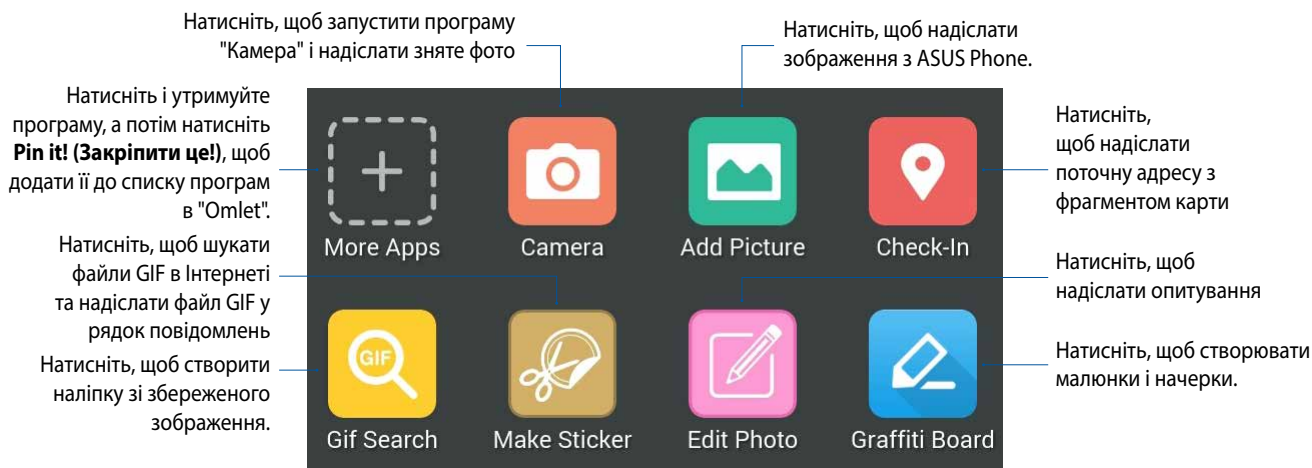 Натисніть, щоб запустити програму
"Камера" і надіслати зняте фото
Натисніть, щоб надіслати
зображення з ASUS Phone.
Натисніть і утримуйте
програму, а потім натисніть
Pin it! (Закріпити це!), щоб
додати її до списку програм
в "Omlet".
Натисніть, щоб шукати
файли GIF в Інтернеті
та надіслати файл GIF у
рядок повідомлень
Натисніть, щоб створити
наліпку зі збереженого
зображення.
More Apps
Camera
Add Picture
Check-In
GIF
Gif Search
Make Sticker
Edit Photo
Graffiti Board
Натисніть,
щоб надіслати
поточну адресу з
фрагментом карти
Натисніть, щоб
надіслати опитування
Натисніть, щоб створювати
малюнки і начерки.